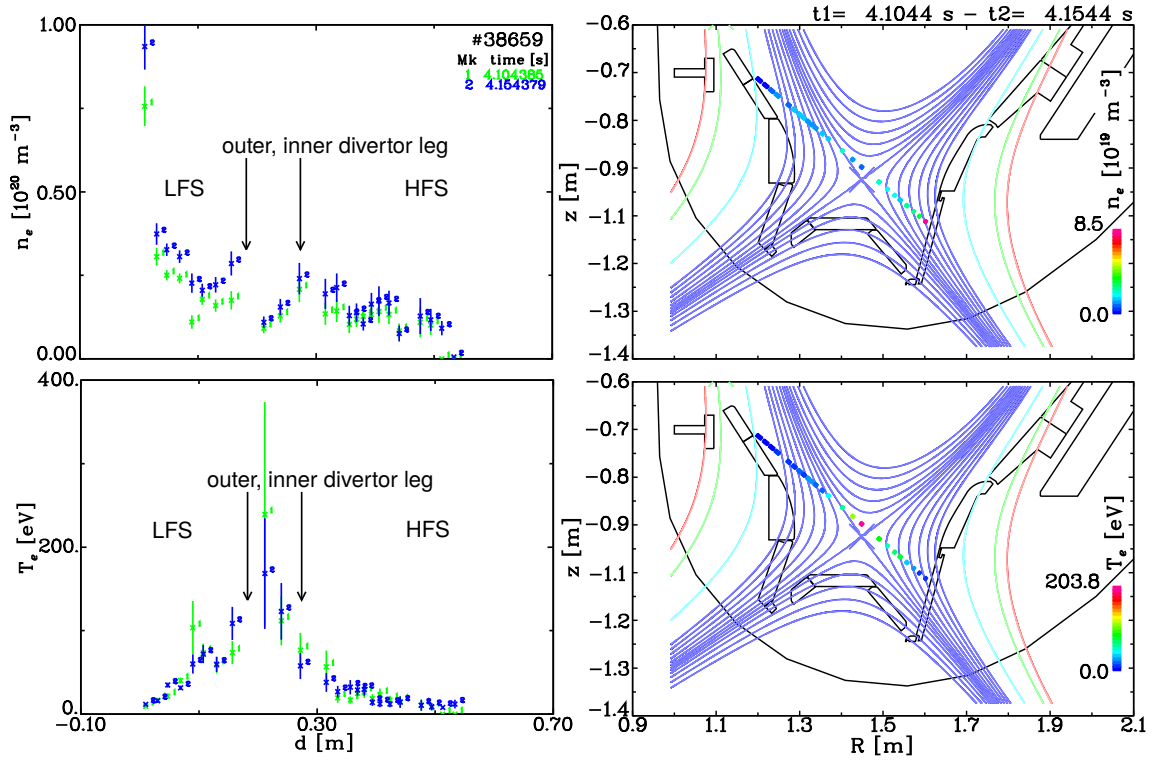 t1= 4.1044 s − t2= 4.1544 s
1.00
0.50
0.00
n_e [10^20 m^−3]
#38659
Mk time [s]
1 4.104385
2 4.154379
outer, inner divertor leg
LFS
HFS
−0.6
−0.7
−0.8
−0.9
−1.0
−1.1
−1.2
−1.3
−1.4
z [m]
n_e [10^19 m^−3]
8.5
0.0
400.
200.
0.
T_e [eV]
outer, inner divertor leg
LFS
HFS
−0.10
0.30
0.70
d [m]
−0.6
−0.7
−0.8
−0.9
−1.0
−1.1
−1.2
−1.3
−1.4
z [m]
T_e [eV]
203.8
0.0
0.9
1.1
1.3
1.5
1.7
1.9
2.1
R [m]